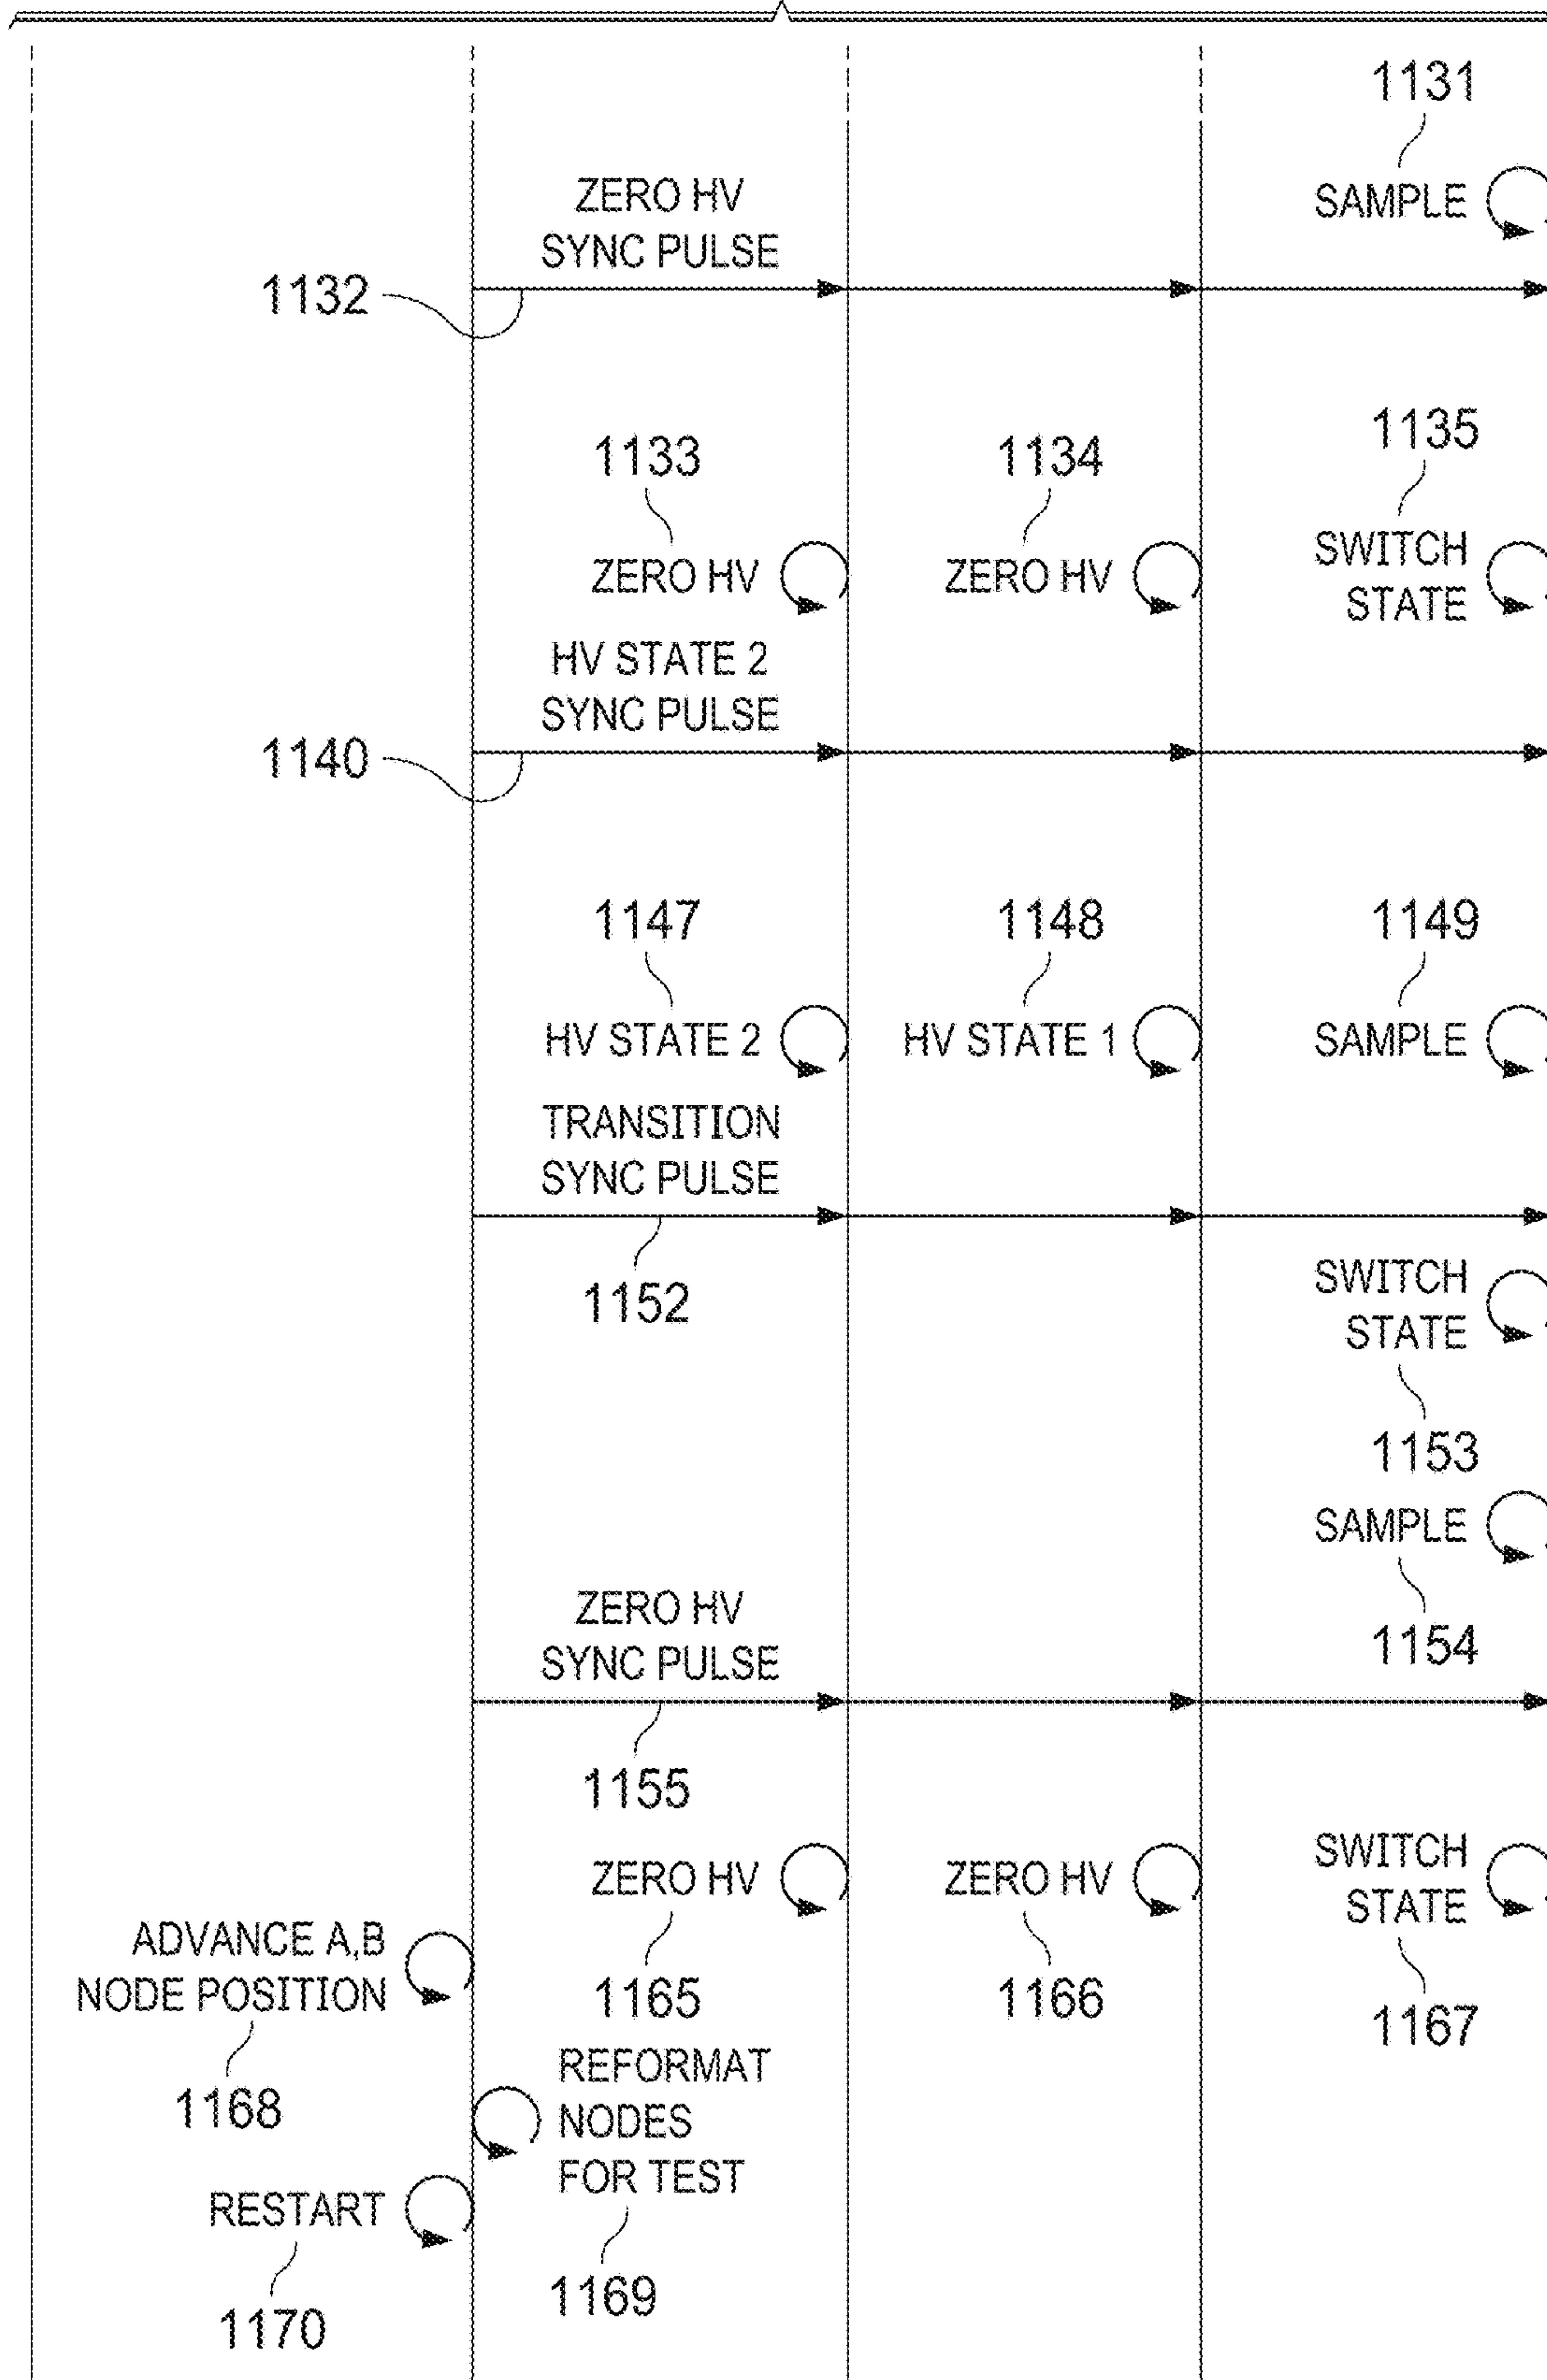 1131
SAMPLE
ZERO HV
SYNC PULSE
1132
1133
1134
1135
ZERO HV
ZERO HV
SWITCH
STATE
HV STATE 2
SYNC PULSE
1140
1147
1148
1149
HV STATE 2
HV STATE 1
SAMPLE
TRANSITION
SYNC PULSE
1152
SWITCH
STATE
1153
SAMPLE
1154
ZERO HV
SYNC PULSE
1155
ZERO HV
1165
ZERO HV
1166
SWITCH
STATE
1167
ADVANCE A,B
NODE POSITION
1168
REFORMAT
NODES
FOR TEST
1169
RESTART
1170